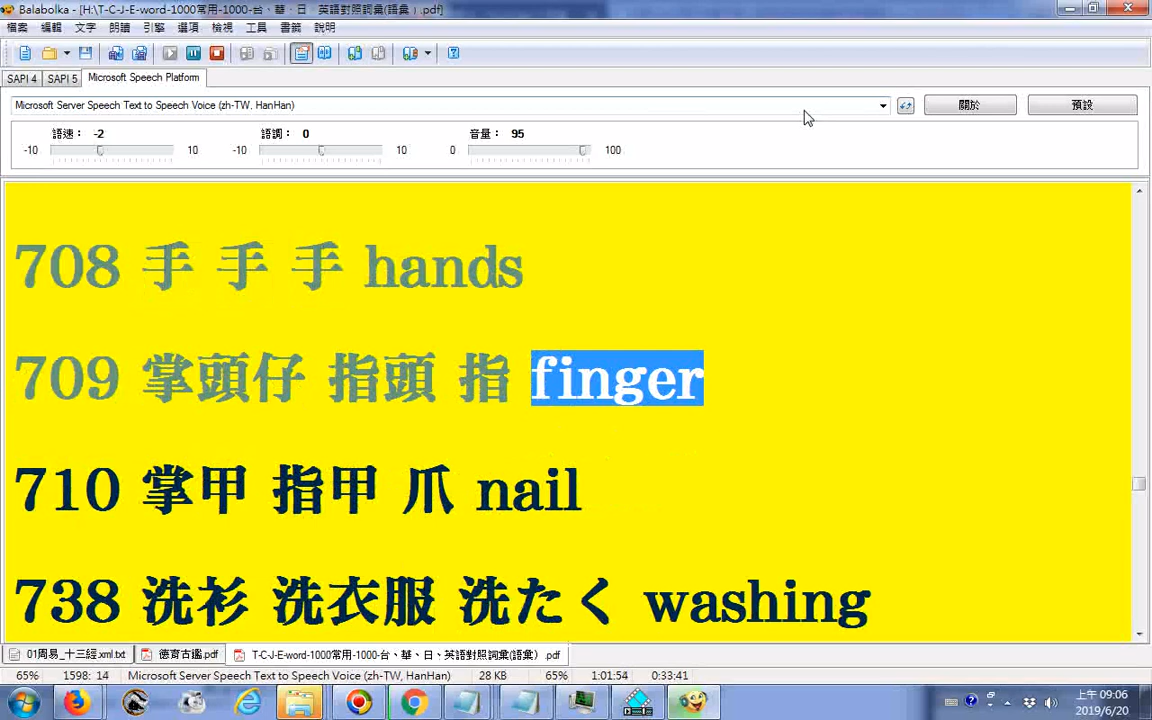 Balabolka - [H:\T-C-J-E-word-1000常用-1000-台、華、日、英語對照詞彙(語彙）.pdf]
檔案 編輯 文字 朗讀 引擎 選項 檢視 工具 書籤 說明
SAPI 4 SAPI 5 Microsoft Speech Platform
Microsoft Server Speech Text to Speech Voice (zh-TW, HanHan) 關於 預設
語速： -2 語調： 0 音量： 95
-10 10 -10 10 0 100
708 手 手 手 hands
709 掌頭仔 指頭 指 finger
710 掌甲 指甲 爪 nail
738 洗衫 洗衣服 洗たく washing
01周易_十三經.xml.txt 德育古鑑.pdf T-C-J-E-word-1000常用-1000-台、華、日、英語對照詞彙(語彙）.pdf
65% 1598: 14 Microsoft Server Speech Text to Speech Voice (zh-TW, HanHan) 28 KB 65% 1:01:54 0:33:41
上午 09:06
2019/6/20